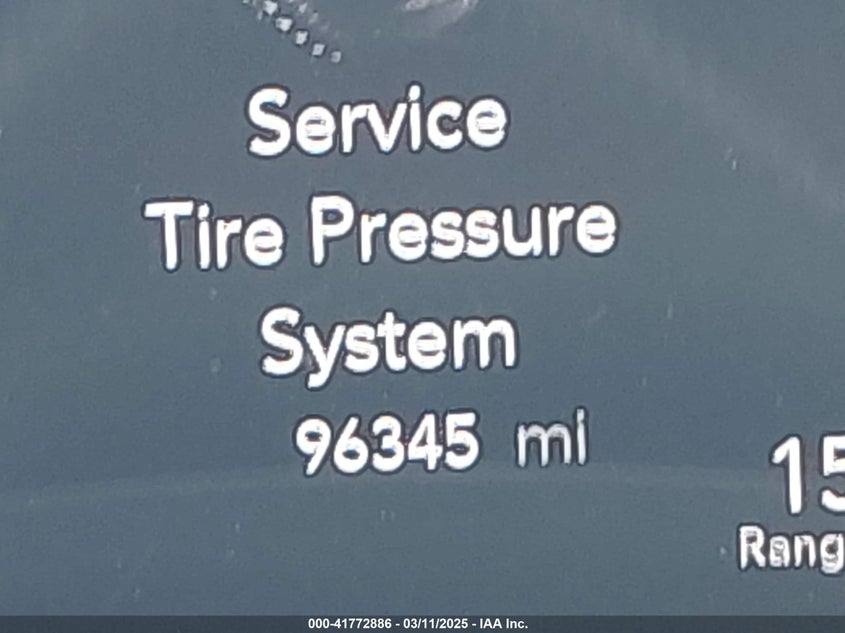 Service
Tire Pressure
System
96345 mi
15
Rang
000-41772886 - 03/11/2025 - IAA Inc.